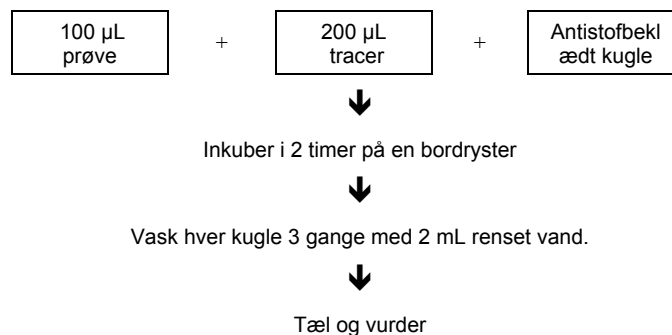 100 µL + 200 µL + Antistofbekl
prøve tracer ædt kugle
Inkuber i 2 timer på en bordryster
Vask hver kugle 3 gange med 2 mL renset vand.
Tæl og vurder